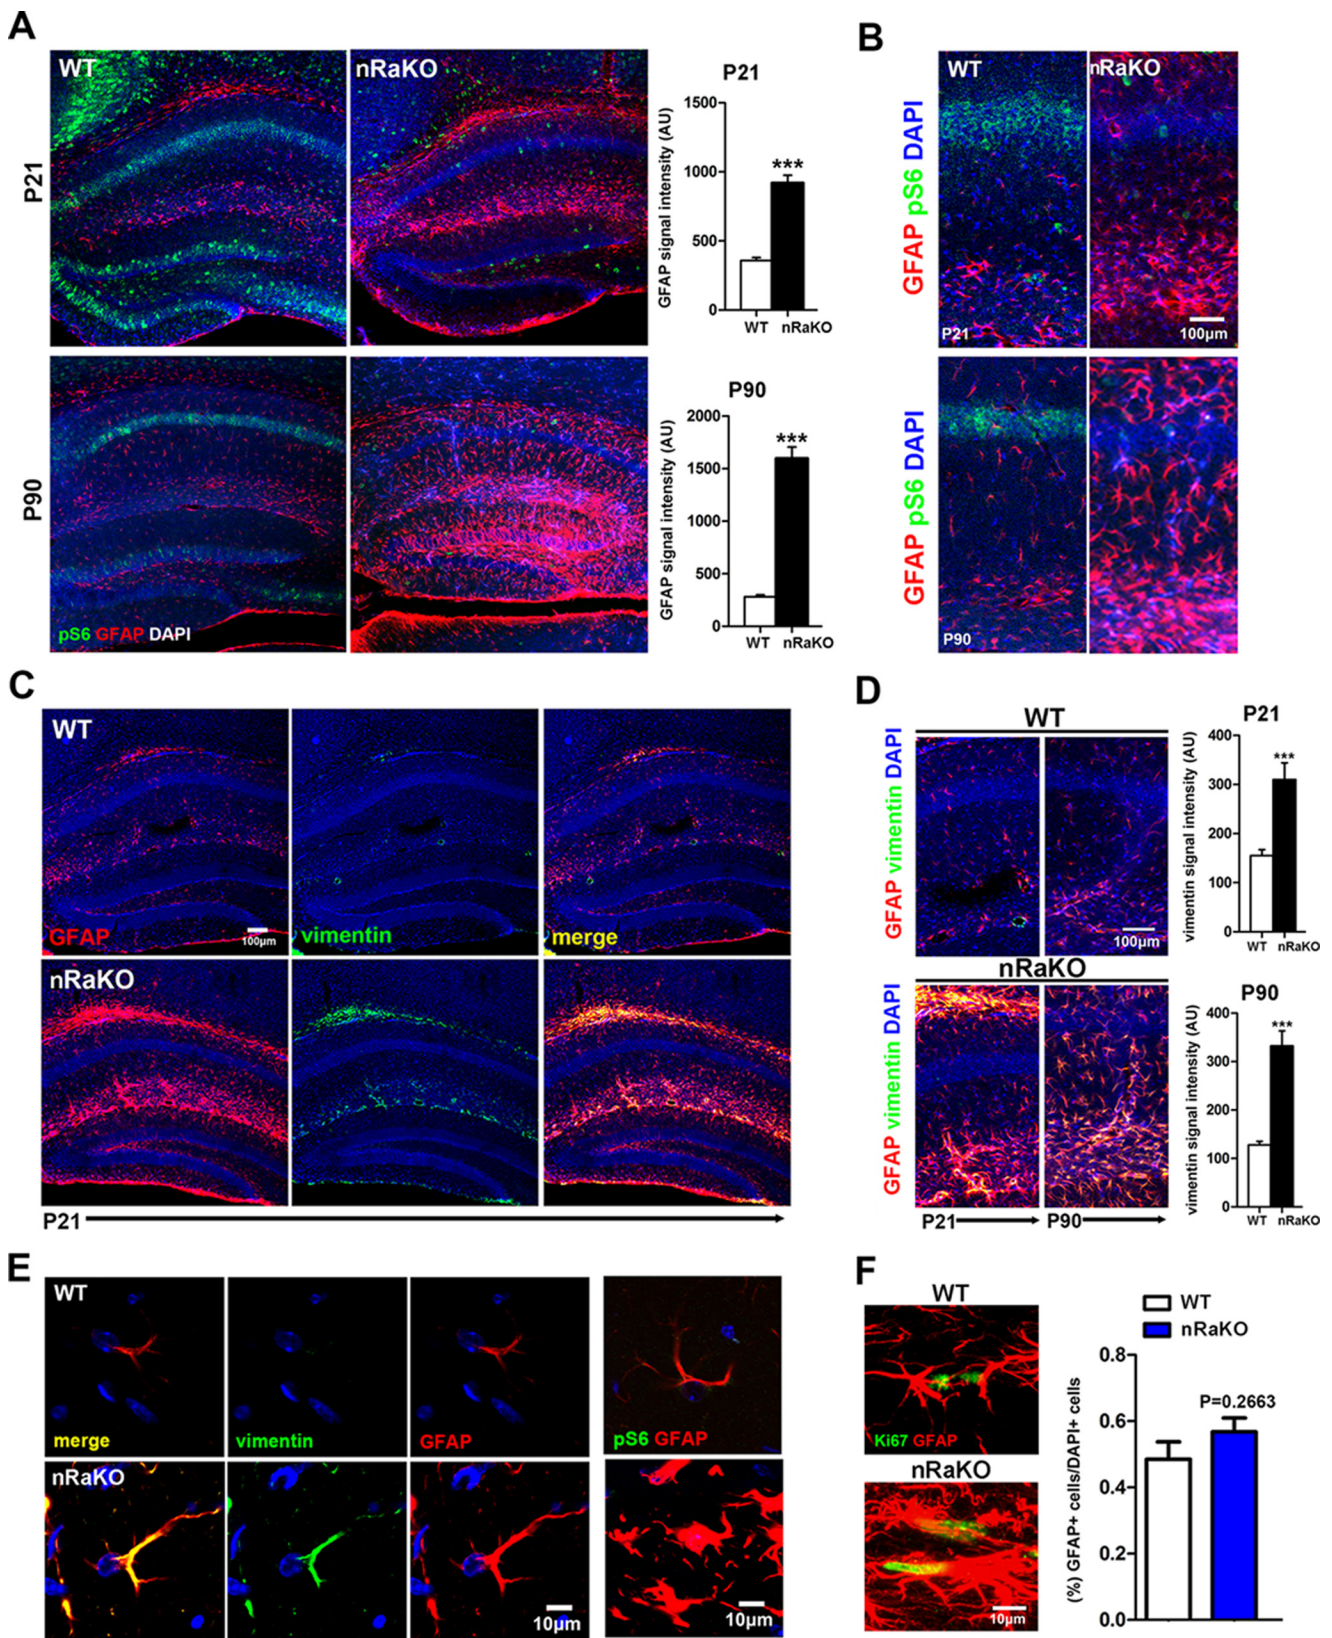 A
WT
nRaKO
P21
P21
GFAP signal intensity (AU)
1500
1000
500
0
***
WT nRaKO
P90
pS6 GFAP DAPI
P90
GFAP signal intensity (AU)
2000
1500
1000
500
0
***
WT nRaKO
B
WT
nRaKO
GFAP pS6 DAPI
P21
100μm
GFAP pS6 DAPI
P90
C
WT
GFAP
100μm
vimentin
merge
nRaKO
P21
D
WT
GFAP vimentin DAPI
100μm
nRaKO
GFAP vimentin DAPI
P21
P90
P21
vimentin signal intensity (AU)
400
300
200
100
0
***
WT nRaKO
P90
vimentin signal intensity (AU)
400
300
200
100
0
***
WT nRaKO
E
WT
merge
vimentin
GFAP
pS6 GFAP
nRaKO
10μm
10μm
F
WT
Ki67 GFAP
nRaKO
10μm
WT
nRaKO
(%) GFAP+ cells/DAPI+ cells
0.8
0.6
0.4
0.2
0.0
P=0.2663